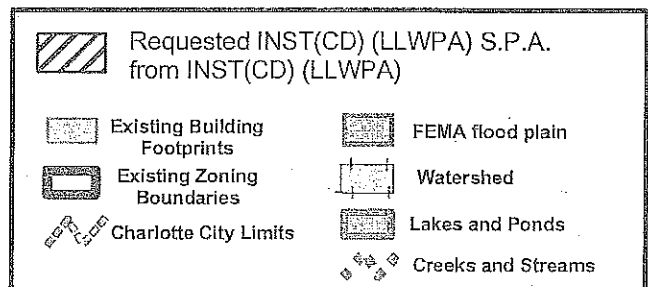 Requested INST(CD) (LLWPA) S.P.A.
from INST(CD) (LLWPA)
Existing Building
Footprints
Existing Zoning
Boundaries
Charlotte City Limits
FEMA flood plain
Watershed
Lakes and Ponds
Creeks and Streams